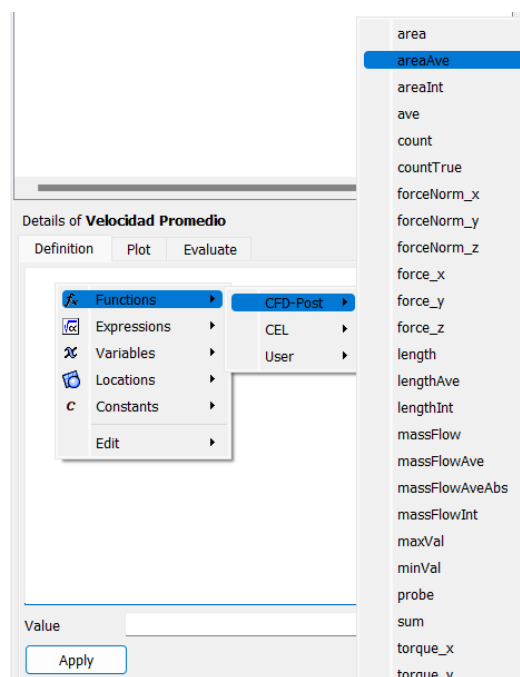 Details of Velocidad Promedio
Definition Plot Evaluate
Functions
Expressions
Variables
Locations
C Constants
Edit
CFD-Post
CEL
User
area
areaAve
areaInt
ave
count
countTrue
forceNorm_x
forceNorm_y
forceNorm_z
force_x
force_y
force_z
length
lengthAve
lengthInt
massFlow
massFlowAve
massFlowAveAbs
massFlowInt
maxVal
minVal
probe
sum
torque_x
torque_y
Value
Apply